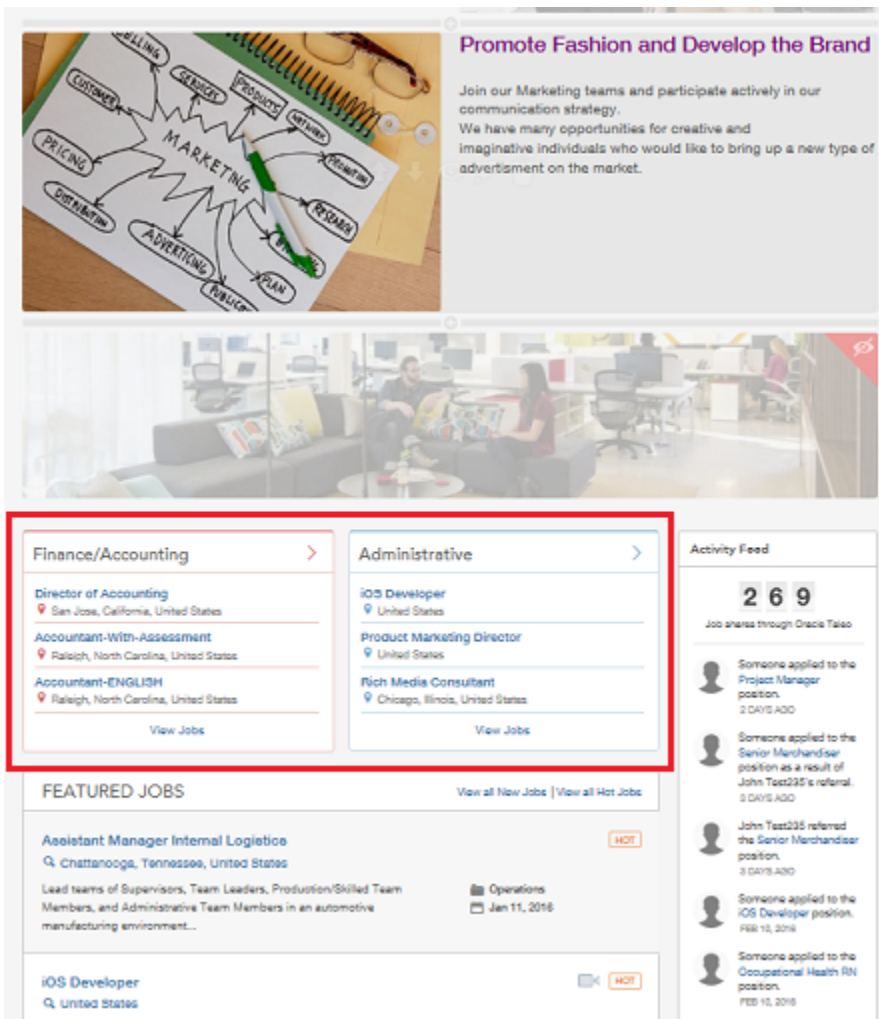 BILLING
SERVICES
PRODUCTS
NETWORK
CUSTOMER
MARKETING
PROMOTION
PRICING
RESEARCH
DISTRIBUTION
ADVERTICING
PLAN
Promote Fashion and Develop the Brand
Join our Marketing teams and participate actively in our
communication strategy.
We have many opportunities for creative and
imaginative individuals who would like to bring up a new type of
advertisment on the market.
Finance/Accounting
Director of Accounting
San Jose, California, United States
Accountant-With-Assessment
Raleigh, North Carolina, United States
Accountant-ENGLISH
Raleigh, North Carolina, United States
View Jobs
Administrative
iOS Developer
United States
Product Marketing Director
United States
Rich Media Consultant
Chicago, Illinois, United States
View Jobs
FEATURED JOBS
View all New Jobs | View all Hot Jobs
Assistant Manager Internal Logistics
HOT
Chattanooga, Tennessee, United States
Lead teams of Supervisors, Team Leaders, Production/Skilled Team
Members, and Administrative Team Members in an automotive
manufacturing environment...
Operations
Jan 11, 2016
iOS Developer
HOT
United States
Activity Feed
269
Job shares through Oracle Taleo
Someone applied to the
Project Manager
position.
2 DAYS AGO
Someone applied to the
Senior Merchandiser
position as a result of
John Test235's referral.
3 DAYS AGO
John Test235 referred
the Senior Merchandiser
position.
3 DAYS AGO
Someone applied to the
iOS Developer position.
FEB 10, 2016
Someone applied to the
Occupational Health RN
position.
FEB 10, 2016